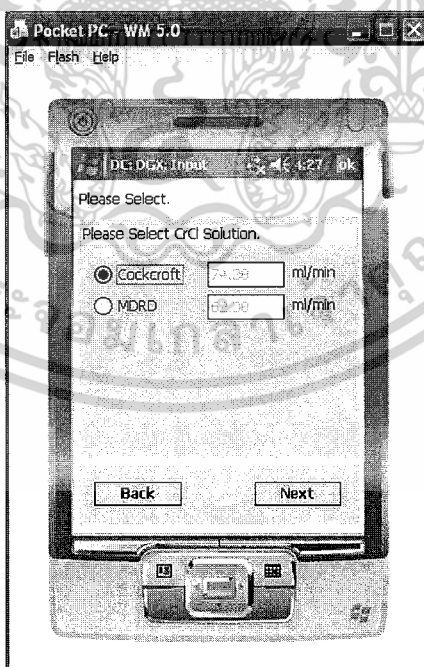 Pocket PC - WM 5.0
File Flash Help
DG:DGX:Input 4:27 ok
Please Select.
Please Select CrCl Solution.
Cockcroft ml/min
MDRD ml/min
Back Next